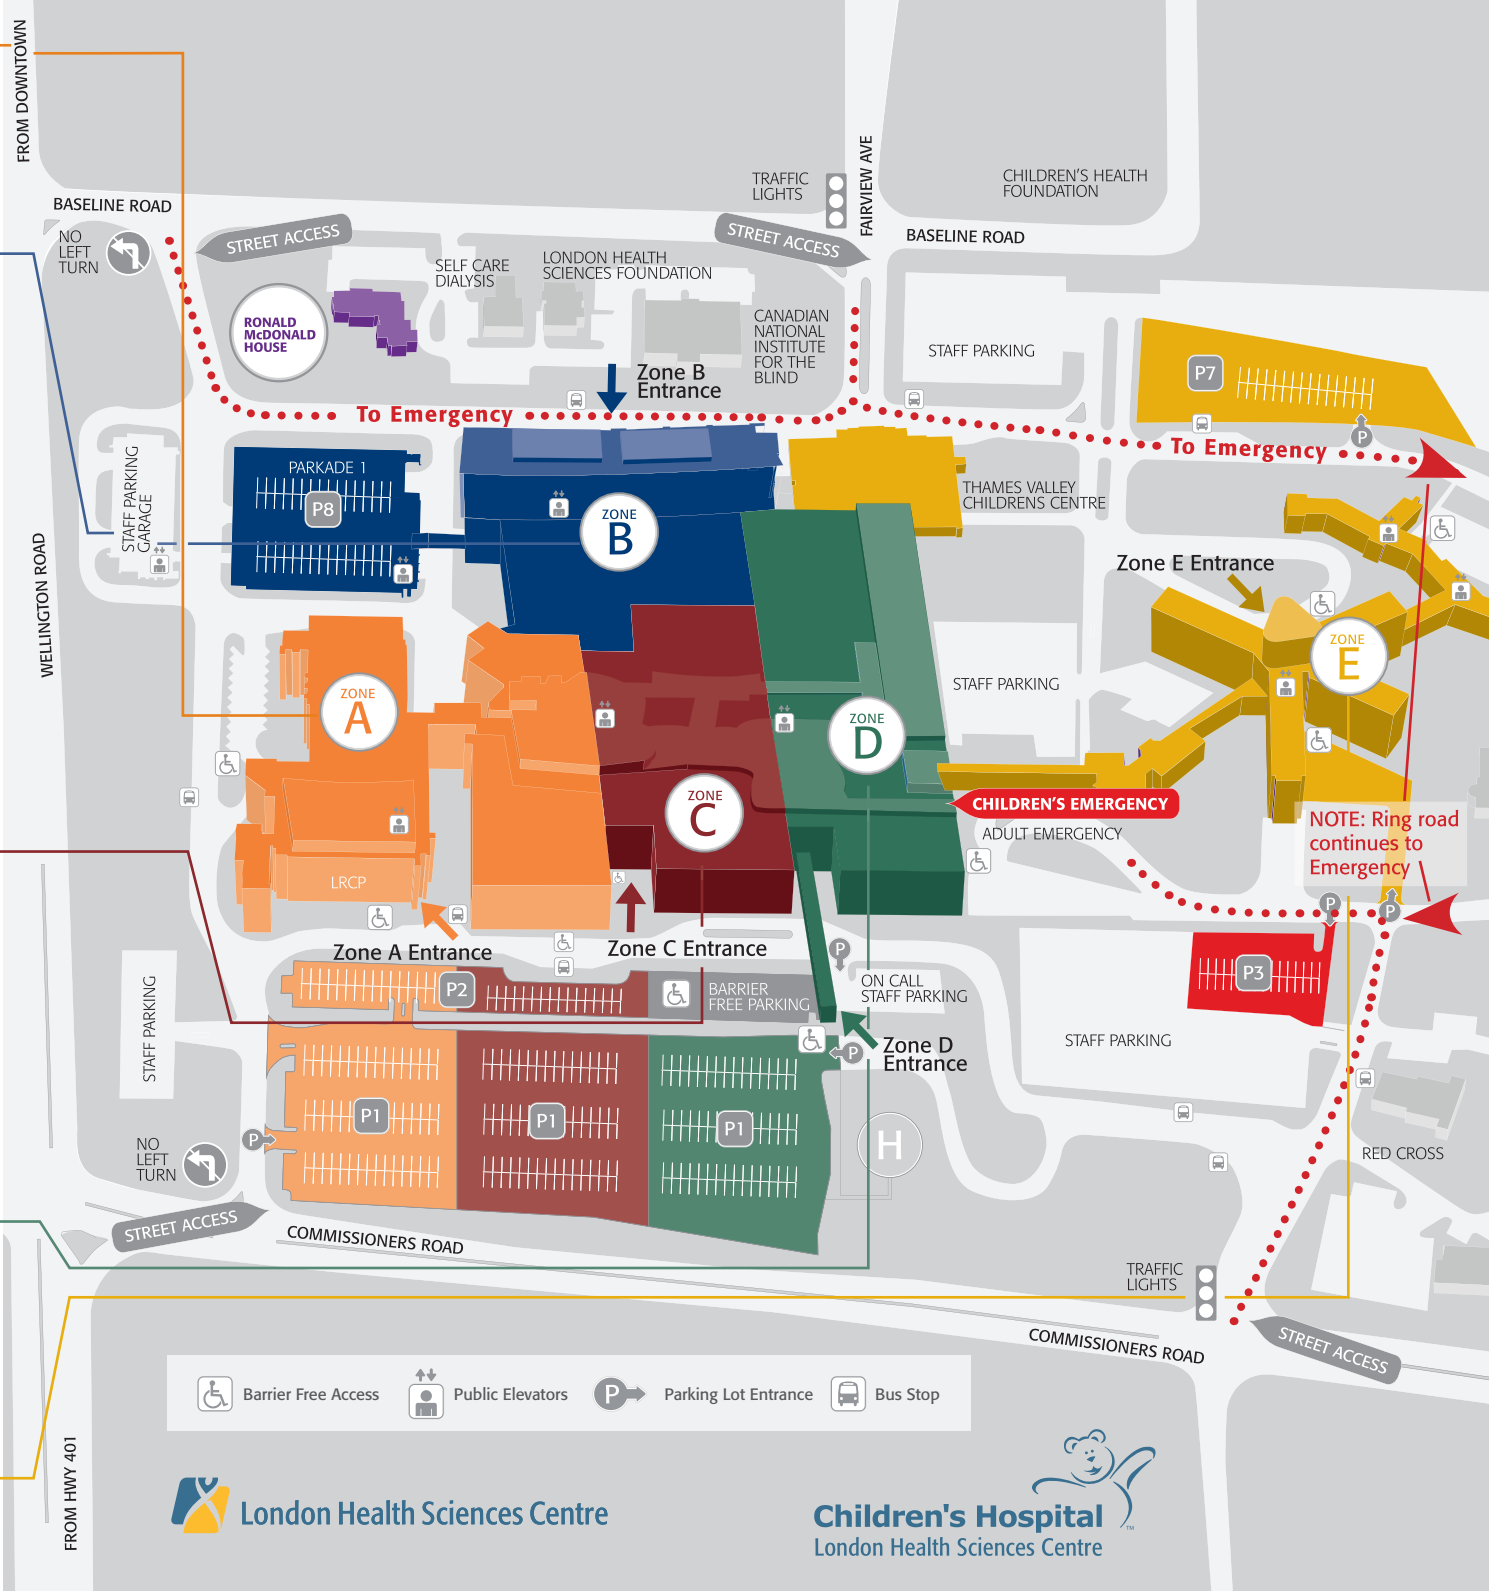 FROM DOWNTOWN
BASELINE ROAD
NO
LEFT
TURN
STREET ACCESS
TRAFFIC
LIGHTS
FAIRVIEW AVE
CHILDREN'S HEALTH
FOUNDATION
STREET ACCESS
BASELINE ROAD
SELF CARE
DIALYSIS
LONDON HEALTH
SCIENCES FOUNDATION
RONALD
McDONALD
HOUSE
CANADIAN
NATIONAL
INSTITUTE
FOR THE
BLIND
STAFF PARKING
P7
Zone B
Entrance
To Emergency
P
To Emergency
STAFF PARKING
GARAGE
PARKADE 1
P8
ZONE
B
THAMES VALLEY
CHILDRENS CENTRE
Zone E Entrance
WELLINGTON ROAD
ZONE
E
ZONE
A
STAFF PARKING
ZONE
D
ZONE
C
CHILDREN'S EMERGENCY
ADULT EMERGENCY
NOTE: Ring road
continues to
Emergency
LRCP
P
P
Zone A Entrance
Zone C Entrance
P
STAFF PARKING
P2
BARRIER
FREE PARKING
ON CALL
STAFF PARKING
P3
STAFF PARKING
Zone D
Entrance
P
P1
P1
P1
P
H
NO
LEFT
TURN
RED CROSS
STREET ACCESS
COMMISSIONERS ROAD
TRAFFIC
LIGHTS
COMMISSIONERS ROAD
STREET ACCESS
Barrier Free Access
Public Elevators
P
Parking Lot Entrance
Bus Stop
FROM HWY 401
London Health Sciences Centre
Children's Hospital
TM
London Health Sciences Centre